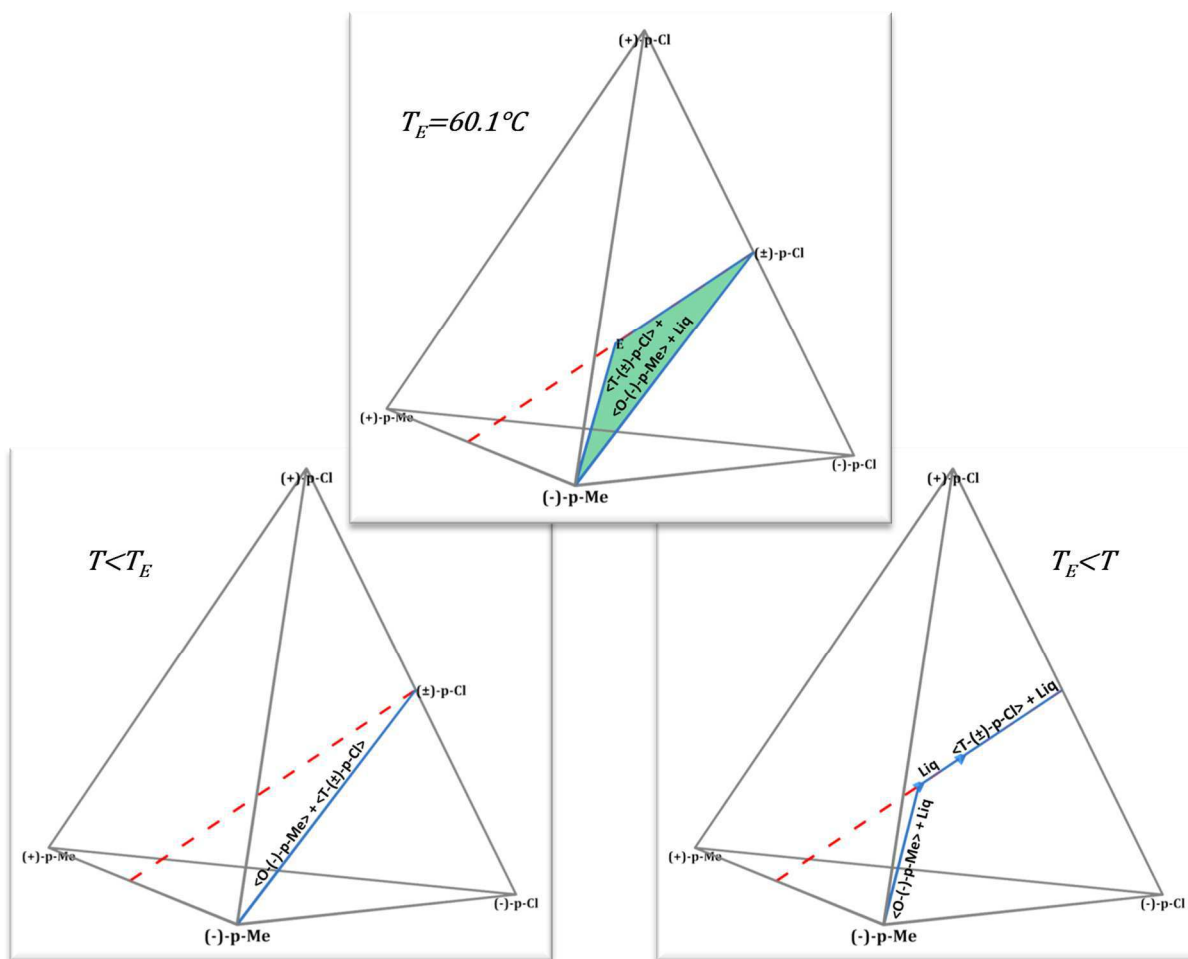 (+)-p-Cl
T_E=60.1°C
(±)-p-Cl
E
<T-(±)-p-Cl> +
<O-(-)-p-Me> + Liq
(+)-p-Me
(-)-p-Cl
(-)-p-Me
(+)-p-Cl
T<T_E
(±)-p-Cl
<O-(-)-p-Me> + <T-(±)-p-Cl>
(+)-p-Me
(-)-p-Cl
(-)-p-Me
(+)-p-Cl
T_E<T
<T-(±)-p-Cl> + Liq
Liq
<O-(-)-p-Me> + Liq
(+)-p-Me
(-)-p-Cl
(-)-p-Me